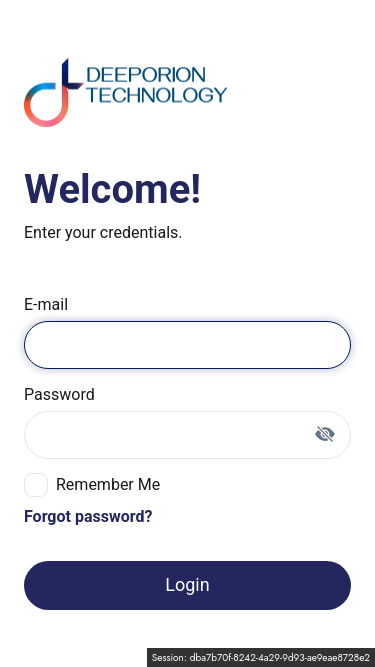 DEEPORION
TECHNOLOGY
Welcome!
Enter your credentials.
E-mail
Password
Remember Me
Forgot password?
Login
Session: dba7b70f-8242-4a29-9d93-ae9eae8728e2